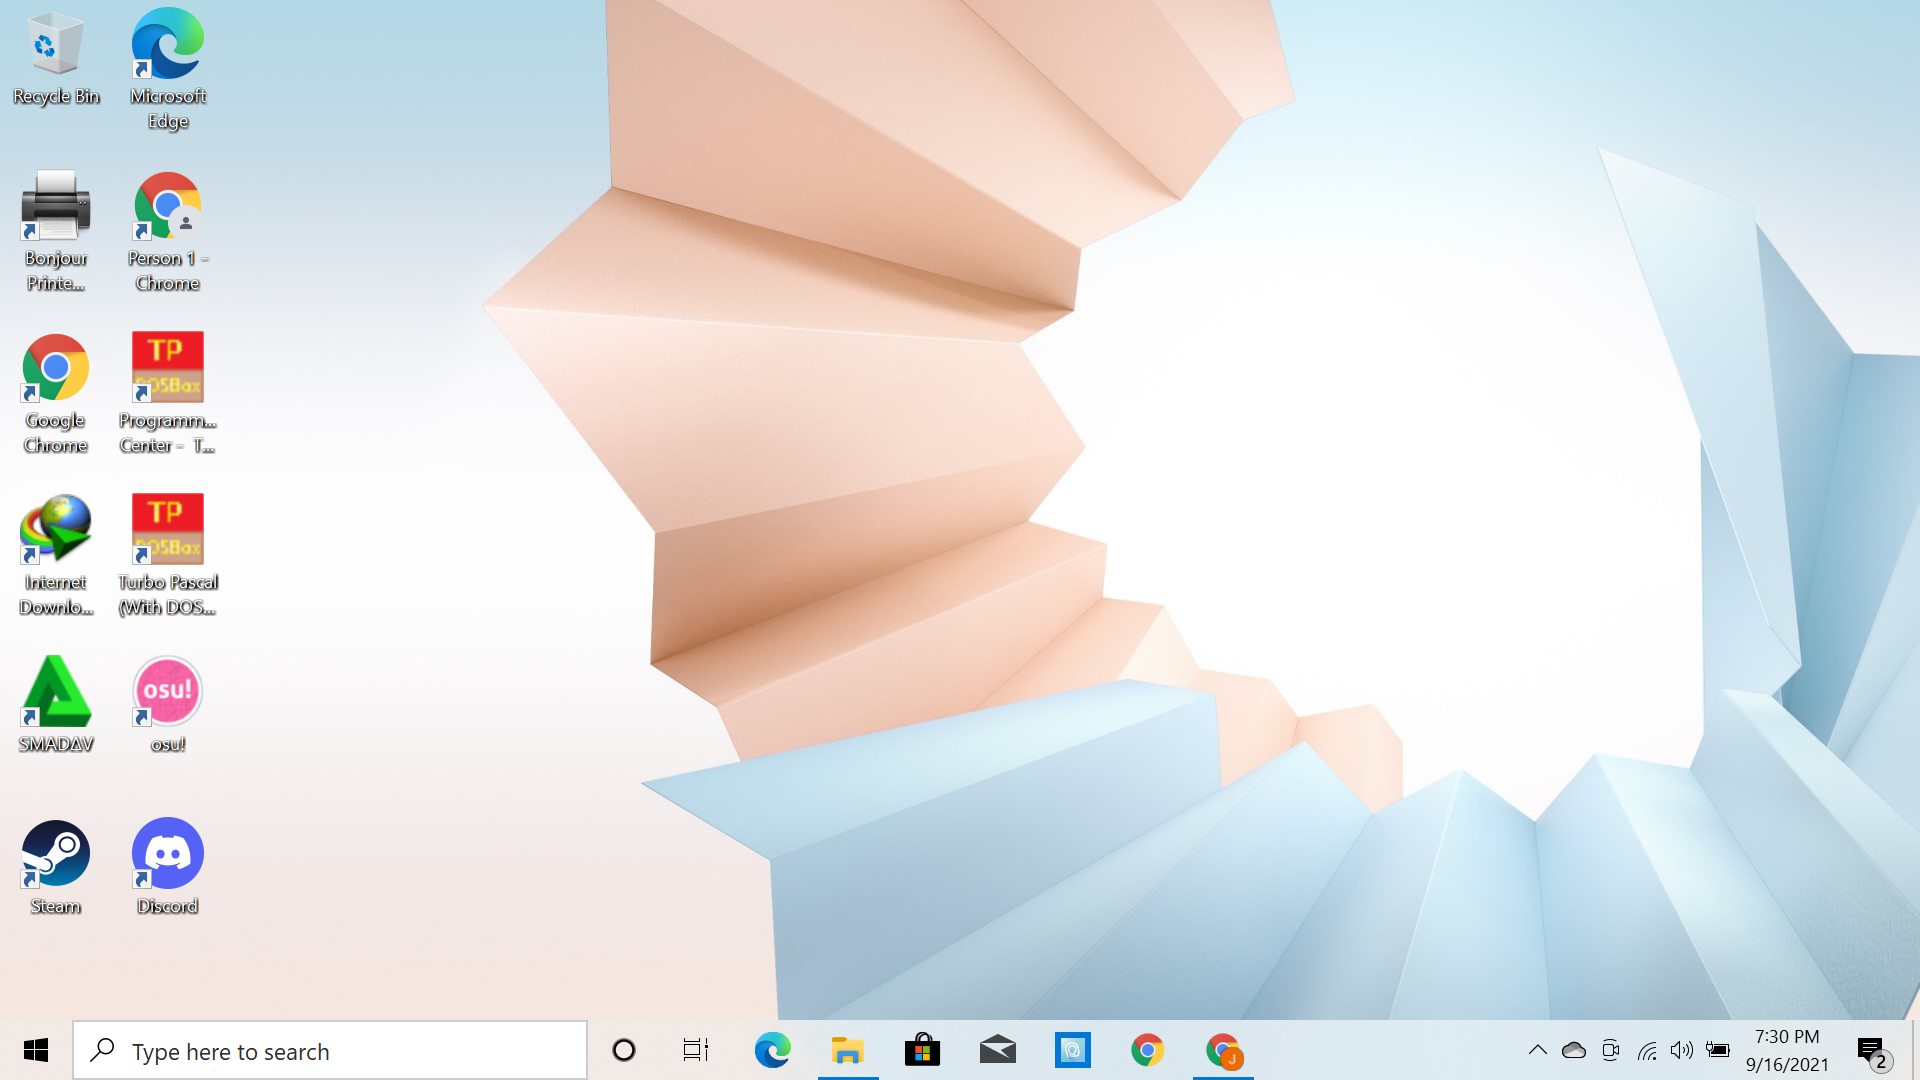 Recycle Bin
Microsoft
Edge
Bonjour
Printe...
Person 1 -
Chrome
Google
Chrome
TP
DOSBox
Programm...
Center - T...
Internet
Downlo...
TP
DOSBox
Turbo Pascal
(With DOS...
SMADΔV
osu!
osu!
Steam
Discord
Type here to search
J
7:30 PM
9/16/2021
2